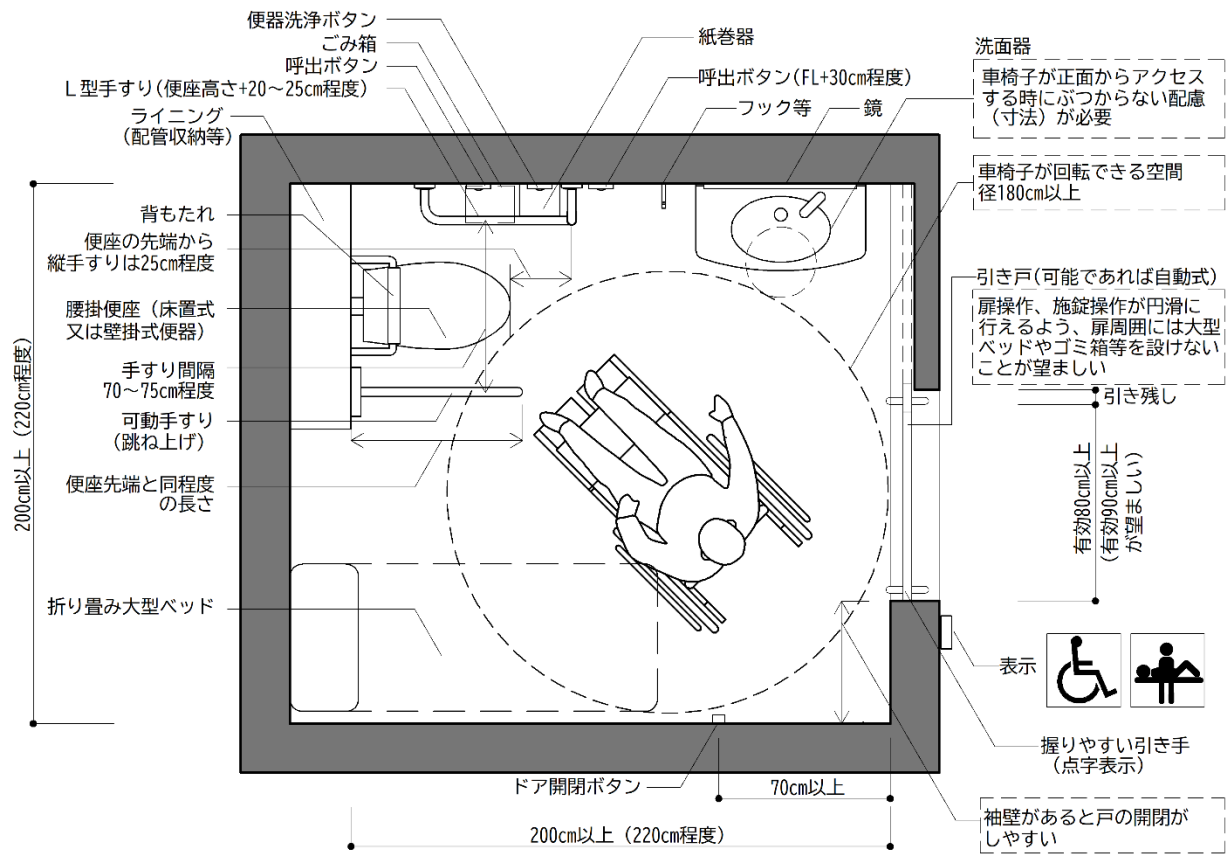 便器洗浄ボタン
ごみ箱
呼出ボタン
L型手すり(便座高さ+20～25cm程度)
ライニング
(配管収納等)
紙巻器
呼出ボタン(FL+30cm程度)
フック等
鏡
洗面器
車椅子が正面からアクセス
する時にぶつからない配慮
(寸法)が必要
車椅子が回転できる空間
径180cm以上
背もたれ
便座の先端から
縦手すりは25cm程度
腰掛便座(床置式
又は壁掛式便器)
手すり間隔
70～75cm程度
可動手すり
(跳ね上げ)
便座先端と同程度
の長さ
折り畳み大型ベッド
200cm以上(220cm程度)
引き戸(可能であれば自動式)
扉操作、施錠操作が円滑に
行えるよう、扉周囲には大型
ベッドやゴミ箱等を設けない
ことが望ましい
引き残し
有効80cm以上
(有効90cm以上
が望ましい)
表示
握りやすい引き手
(点字表示)
ドア開閉ボタン
70cm以上
200cm以上(220cm程度)
袖壁があると戸の開閉が
しやすい